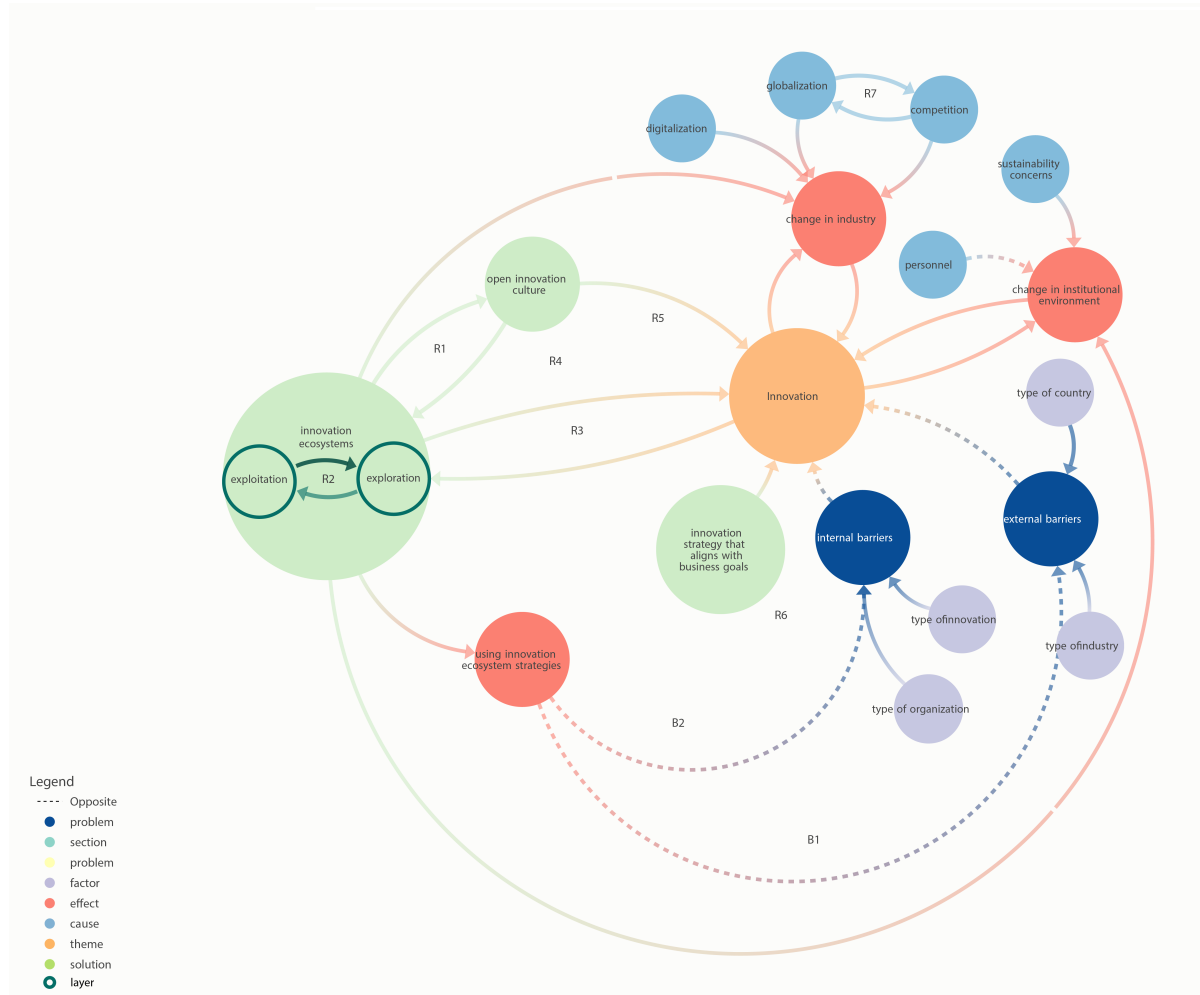 globalization
R7
competition
digitalization
sustainability
concerns
change in industry
personnel
open innovation
culture
change in institutional
environment
R5
R1
R4
Innovation
type of country
innovation
ecosystems
R3
exploitation
R2
exploration
external barriers
innovation
strategy that
aligns with
business goals
internal barriers
R6
type ofinnovation
type ofindustry
using innovation
ecosystem strategies
type of organization
B2
B1
Legend
Opposite
problem
section
problem
factor
effect
cause
theme
solution
layer